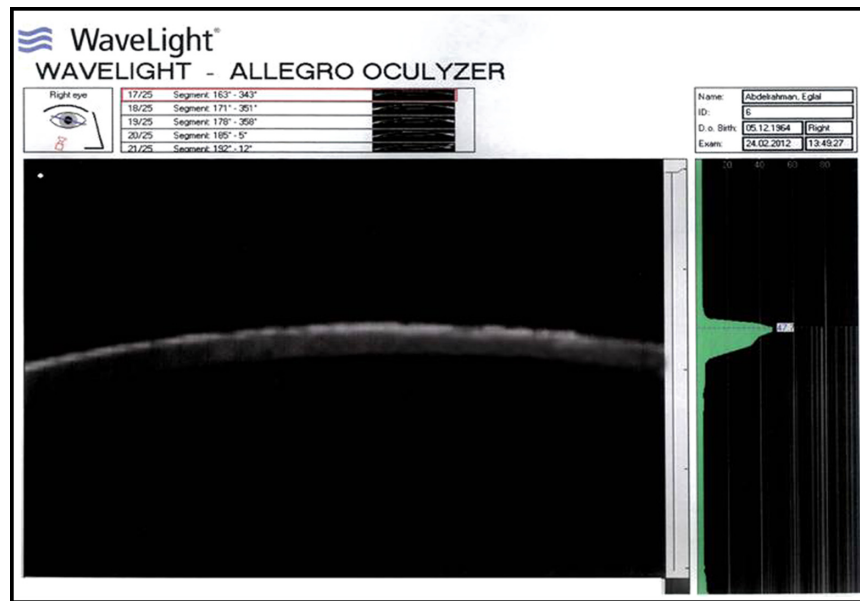 WaveLight®
WAVELIGHT - ALLEGRO OCULYZER
Right eye
17/25 Segment: 163° - 343°
18/25 Segment: 171° - 351°
19/25 Segment: 178° - 358°
20/25 Segment: 185° - 5°
21/25 Segment: 192° - 12°
Name: Abdelrahman, Eglal
ID: 6
D.o. Birth: 05.12.1964 Right
Exam: 24.02.2012 13:49:27
20 40 60 80
47.7